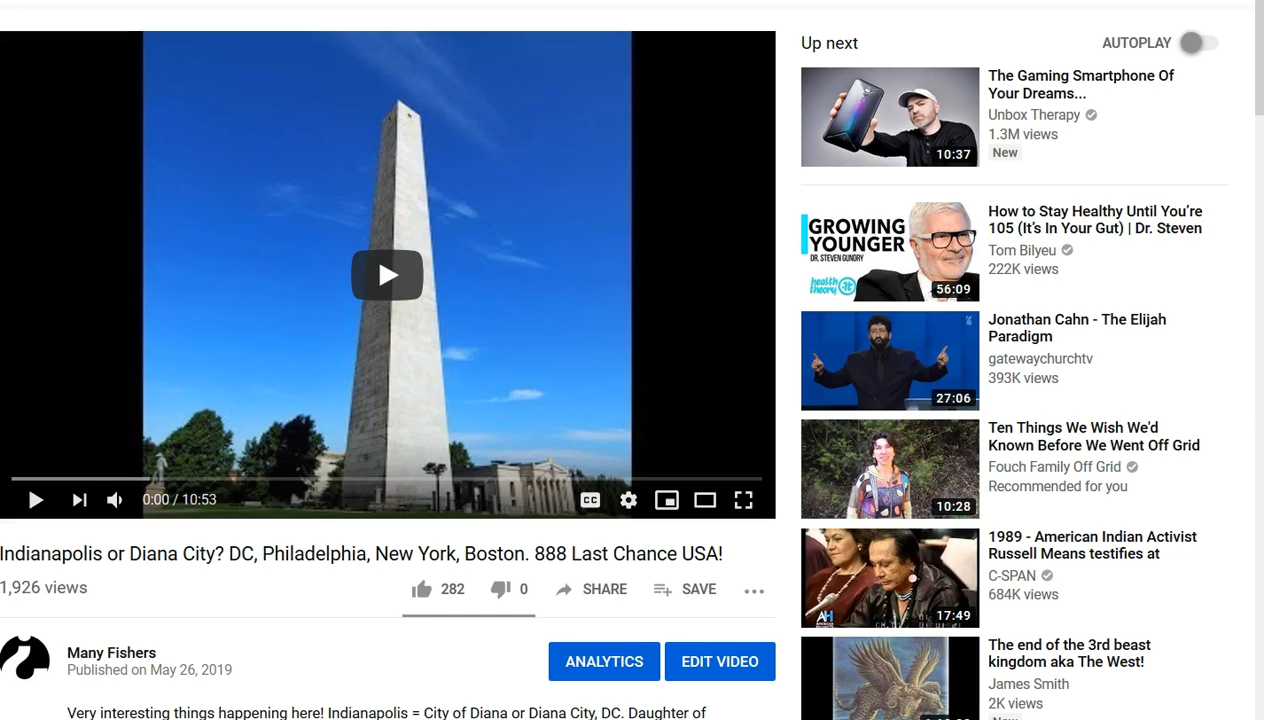 0:00 / 10:53
CC
Indianapolis or Diana City? DC, Philadelphia, New York, Boston. 888 Last Chance USA!
1,926 views
282
0
SHARE
SAVE
Many Fishers
Published on May 26, 2019
ANALYTICS
EDIT VIDEO
Very interesting things happening here! Indianapolis = City of Diana or Diana City, DC. Daughter of
Up next
AUTOPLAY
10:37
The Gaming Smartphone Of
Your Dreams...
Unbox Therapy
1.3M views
New
GROWING
YOUNGER
DR. STEVEN GUNDRY
health
theory
56:09
How to Stay Healthy Until You're
105 (It's In Your Gut) | Dr. Steven
Tom Bilyeu
222K views
27:06
Jonathan Cahn - The Elijah
Paradigm
gatewaychurchtv
393K views
10:28
Ten Things We Wish We'd
Known Before We Went Off Grid
Fouch Family Off Grid
Recommended for you
AH
17:49
1989 - American Indian Activist
Russell Means testifies at
C-SPAN
684K views
The end of the 3rd beast
kingdom aka The West!
James Smith
2K views
New